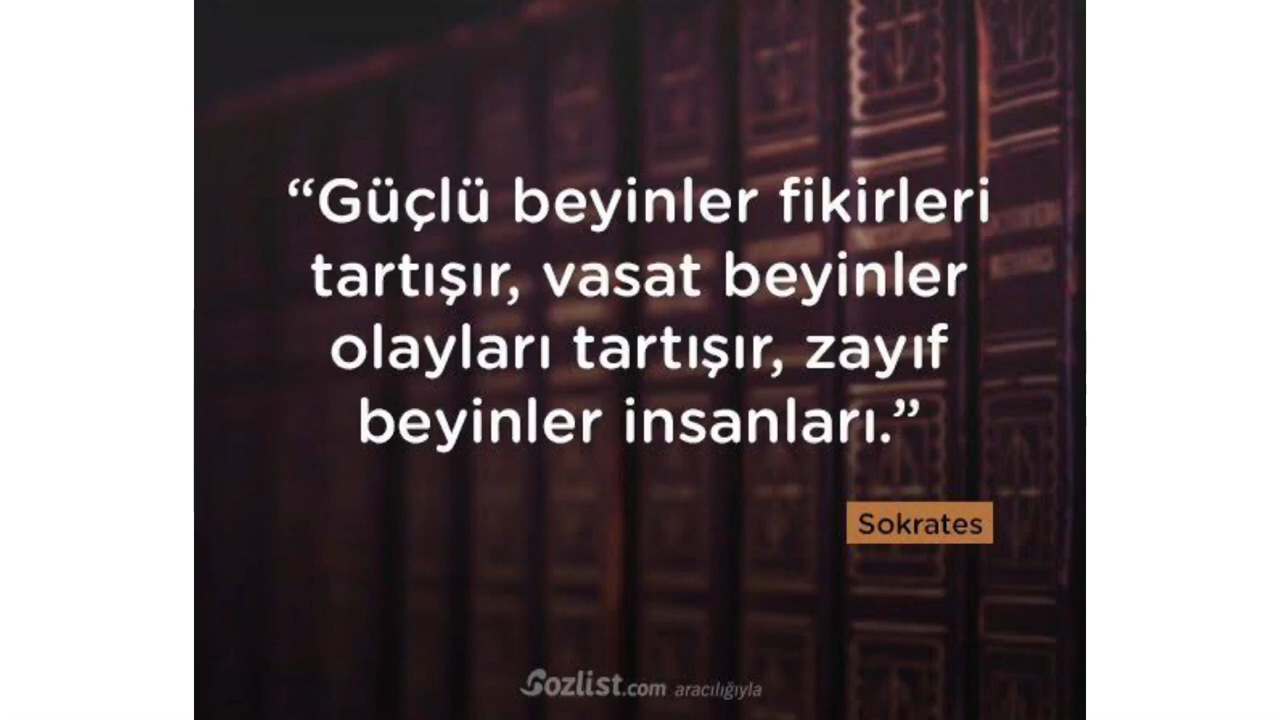 “Güçlü beyinler fikirleri
tartışır, vasat beyinler
olayları tartışır, zayıf
beyinler insanları.”
Sokrates
Sozlist.com aracılığıyla